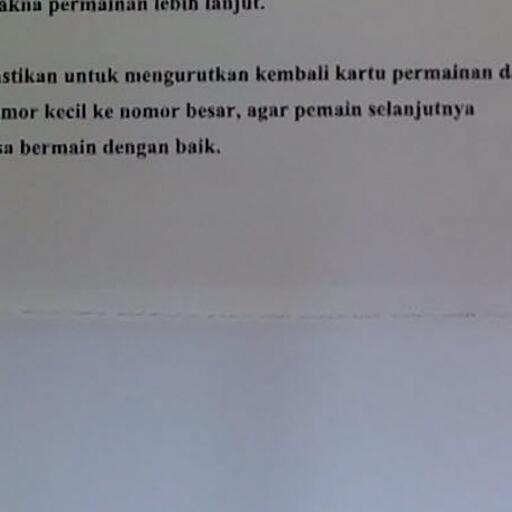 akna permainan lebih lanjut.
stikan untuk mengurutkan kembali kartu permainan d
mor kecil ke nomor besar, agar pemain selanjutnya
sa bermain dengan baik.